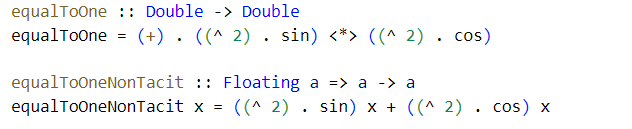 equalToOne :: Double -> Double
equalToOne = (+) . ((^ 2) . sin) <*> ((^ 2) . cos)
equalToOneNonTacit :: Floating a => a -> a
equalToOneNonTacit x = ((^ 2) . sin) x + ((^ 2) . cos) x